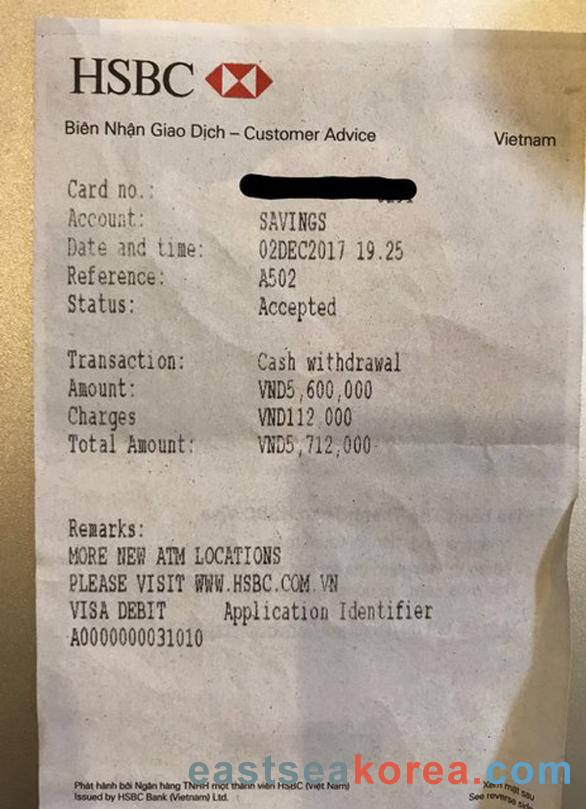 HSBC
Biên Nhận Giao Dịch – Customer Advice
Vietnam
Card no.:
Account: SAVINGS
Date and time: 02DEC2017 19.25
Reference: A502
Status: Accepted
Transaction: Cash withdrawal
Amount: VND5,600,000
Charges VND112,000
Total Amount: VND5,712,000
Remarks:
MORE NEW ATM LOCATIONS
PLEASE VISIT WWW.HSBC.COM.VN
VISA DEBIT Application Identifier
A0000000031010
eastseakorea.com
Phát hành bởi Ngân hàng TNHH một thành viên HSBC (Việt Nam)
Issued by HSBC Bank (Vietnam) Ltd.
Xem mặt sau
See reverse side